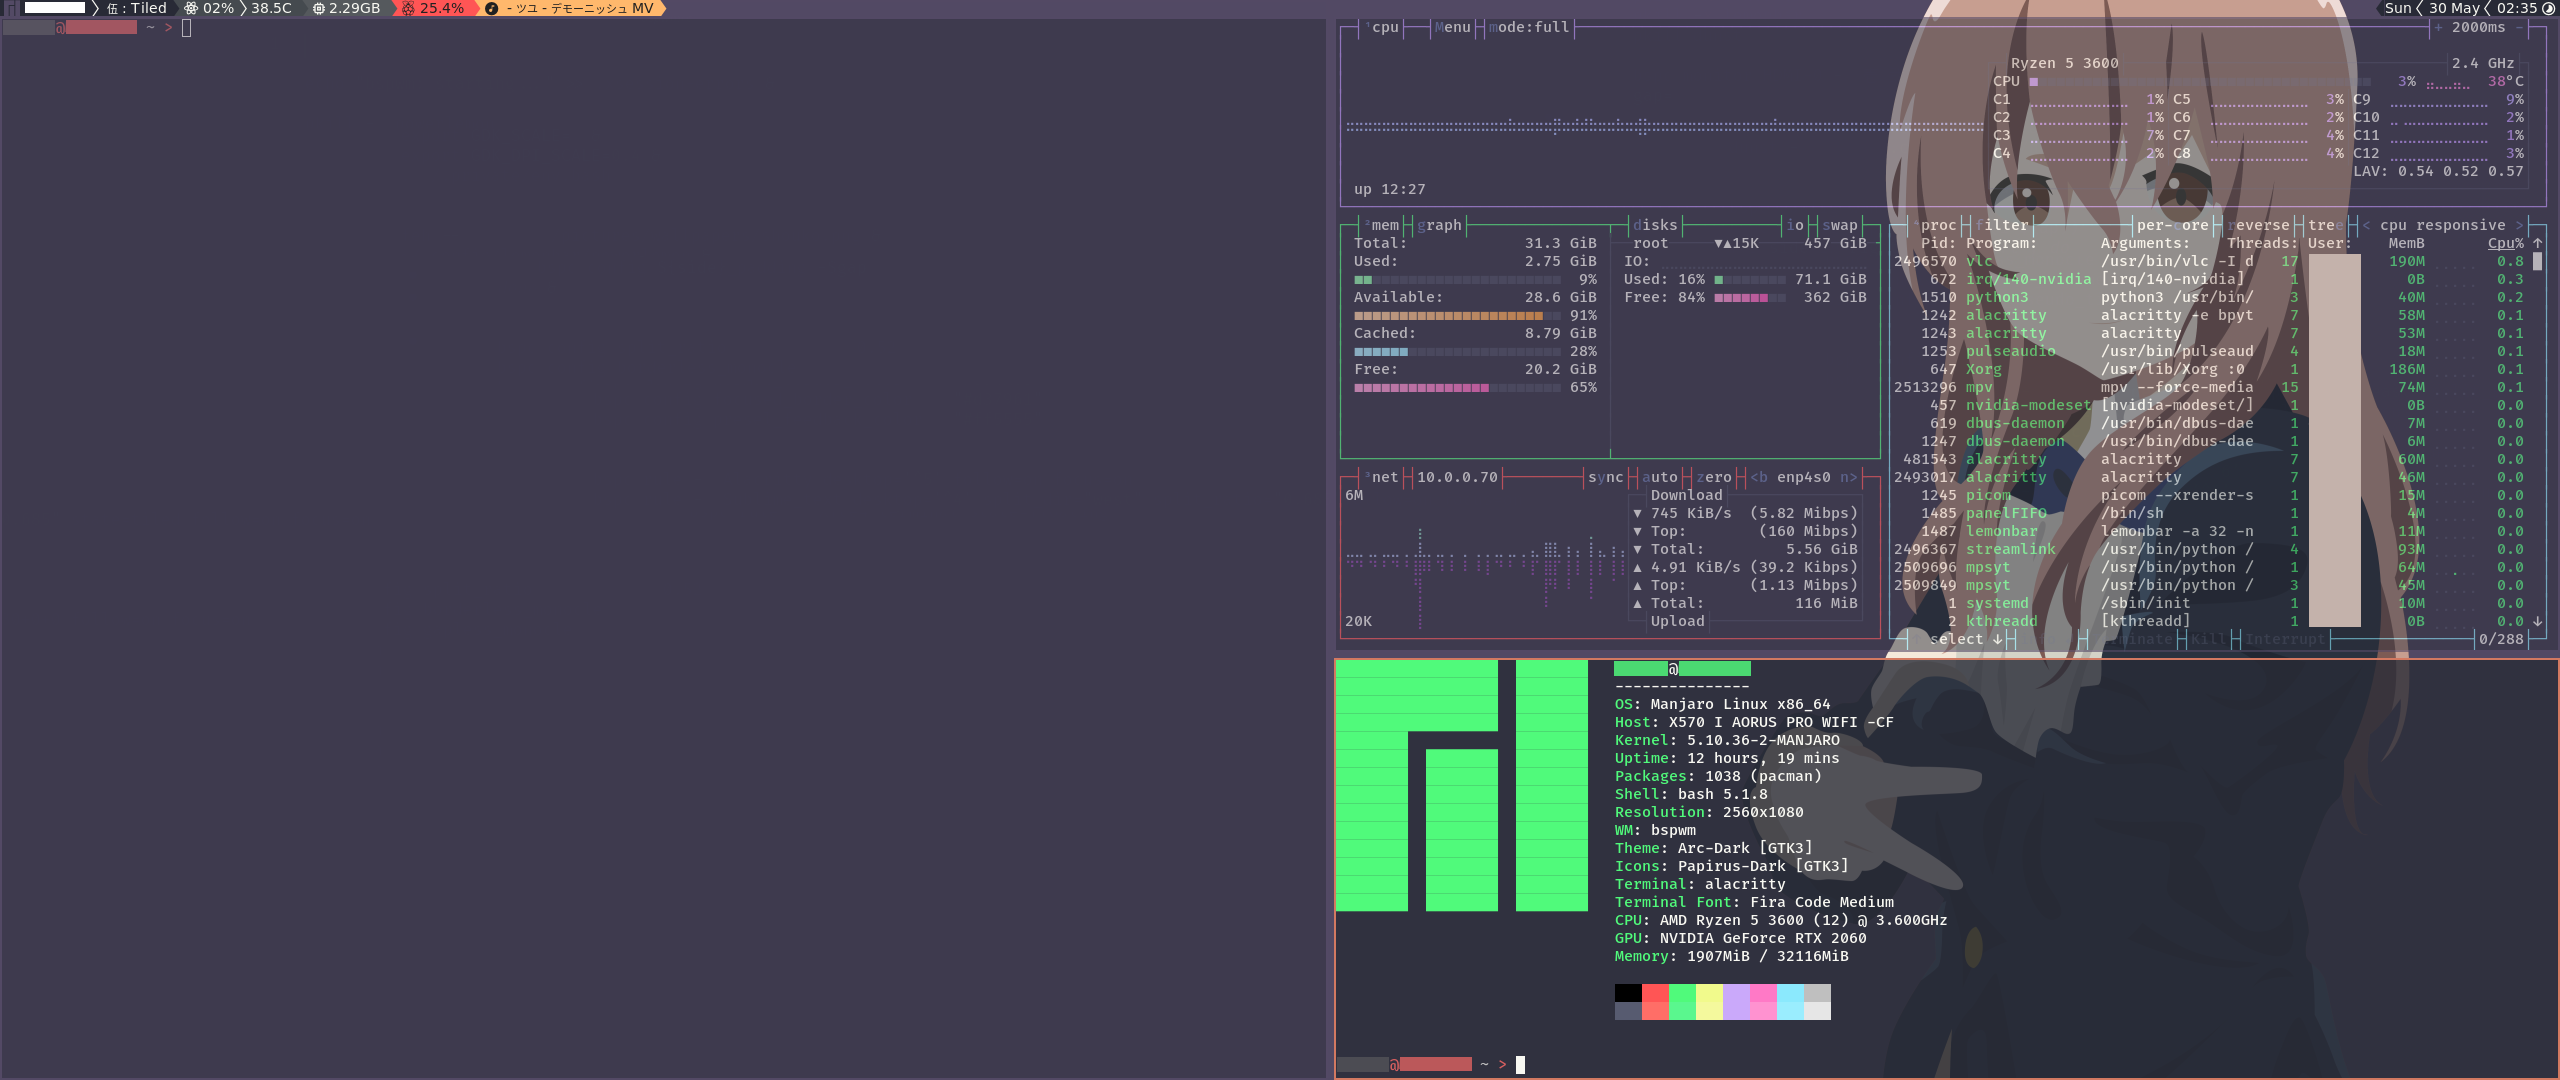 伍 : Tiled 02% 38.5C 2.29GB 25.4% - ツユ - デモーニッシュ MV
Sun 30 May 02:35
@ ~ >
¹cpu Menu mode:full + 2000ms -
Ryzen 5 3600 2.4 GHz
CPU 3% 38°C
C1 1% C5 3% C9 9%
C2 1% C6 2% C10 2%
C3 7% C7 4% C11 1%
C4 2% C8 4% C12 3%
LAV: 0.54 0.52 0.57
up 12:27
²mem graph disks io swap
Total: 31.3 GiB
Used: 2.75 GiB
9%
Available: 28.6 GiB
91%
Cached: 8.79 GiB
28%
Free: 20.2 GiB
65%
root ▼▲15K 457 GiB
IO:
Used: 16% 71.1 GiB
Free: 84% 362 GiB
³net 10.0.0.70 sync auto zero <b enp4s0 n>
6M
Download
▼ 745 KiB/s (5.82 Mibps)
▼ Top: (160 Mibps)
▼ Total: 5.56 GiB
▲ 4.91 KiB/s (39.2 Kibps)
▲ Top: (1.13 Mibps)
▲ Total: 116 MiB
Upload
20K
proc filter per-core reverse tree < cpu responsive >
Pid: Program: Arguments: Threads: User: MemB Cpu% ↑
2496570 vlc /usr/bin/vlc -I d 17 190M 0.8
672 irq/140-nvidia [irq/140-nvidia] 1 0B 0.3
1510 python3 python3 /usr/bin/ 3 40M 0.2
1242 alacritty alacritty -e bpyt 7 58M 0.1
1243 alacritty alacritty 7 53M 0.1
1253 pulseaudio /usr/bin/pulseaud 4 18M 0.1
647 Xorg /usr/lib/Xorg :0 1 186M 0.1
2513296 mpv mpv --force-media 15 74M 0.1
457 nvidia-modeset [nvidia-modeset/] 1 0B 0.0
619 dbus-daemon /usr/bin/dbus-dae 1 7M 0.0
1247 dbus-daemon /usr/bin/dbus-dae 1 6M 0.0
481543 alacritty alacritty 7 60M 0.0
2493017 alacritty alacritty 7 46M 0.0
1245 picom picom --xrender-s 1 15M 0.0
1485 panelFIFO /bin/sh 1 4M 0.0
1487 lemonbar lemonbar -a 32 -n 1 11M 0.0
2496367 streamlink /usr/bin/python / 4 93M 0.0
2509696 mpsyt /usr/bin/python / 1 64M 0.0
2509849 mpsyt /usr/bin/python / 3 45M 0.0
1 systemd /sbin/init 1 10M 0.0
2 kthreadd [kthreadd] 1 0B 0.0 ↓
select ↓ Kill Interrupt 0/288
@
---------------
OS: Manjaro Linux x86_64
Host: X570 I AORUS PRO WIFI -CF
Kernel: 5.10.36-2-MANJARO
Uptime: 12 hours, 19 mins
Packages: 1038 (pacman)
Shell: bash 5.1.8
Resolution: 2560x1080
WM: bspwm
Theme: Arc-Dark [GTK3]
Icons: Papirus-Dark [GTK3]
Terminal: alacritty
Terminal Font: Fira Code Medium
CPU: AMD Ryzen 5 3600 (12) @ 3.600GHz
GPU: NVIDIA GeForce RTX 2060
Memory: 1907MiB / 32116MiB
@ ~ >